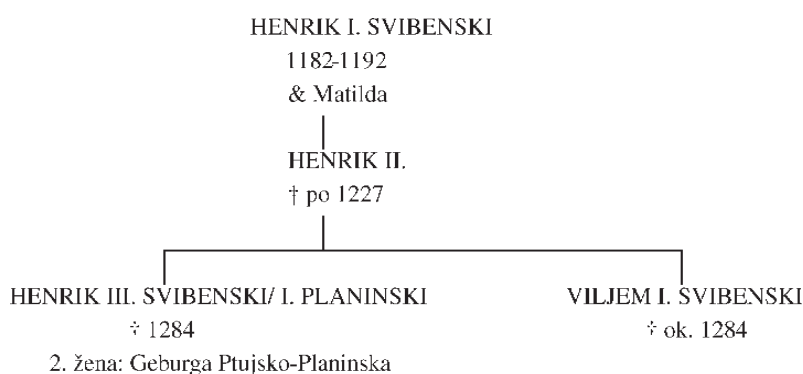 HENRIK I. SVIBENSKI
1182-1192
& Matilda
HENRIK II.
† po 1227
HENRIK III. SVIBENSKI/ I. PLANINSKI
† 1284
2. žena: Geburga Ptujsko-Planinska
VILJEM I. SVIBENSKI
† ok. 1284